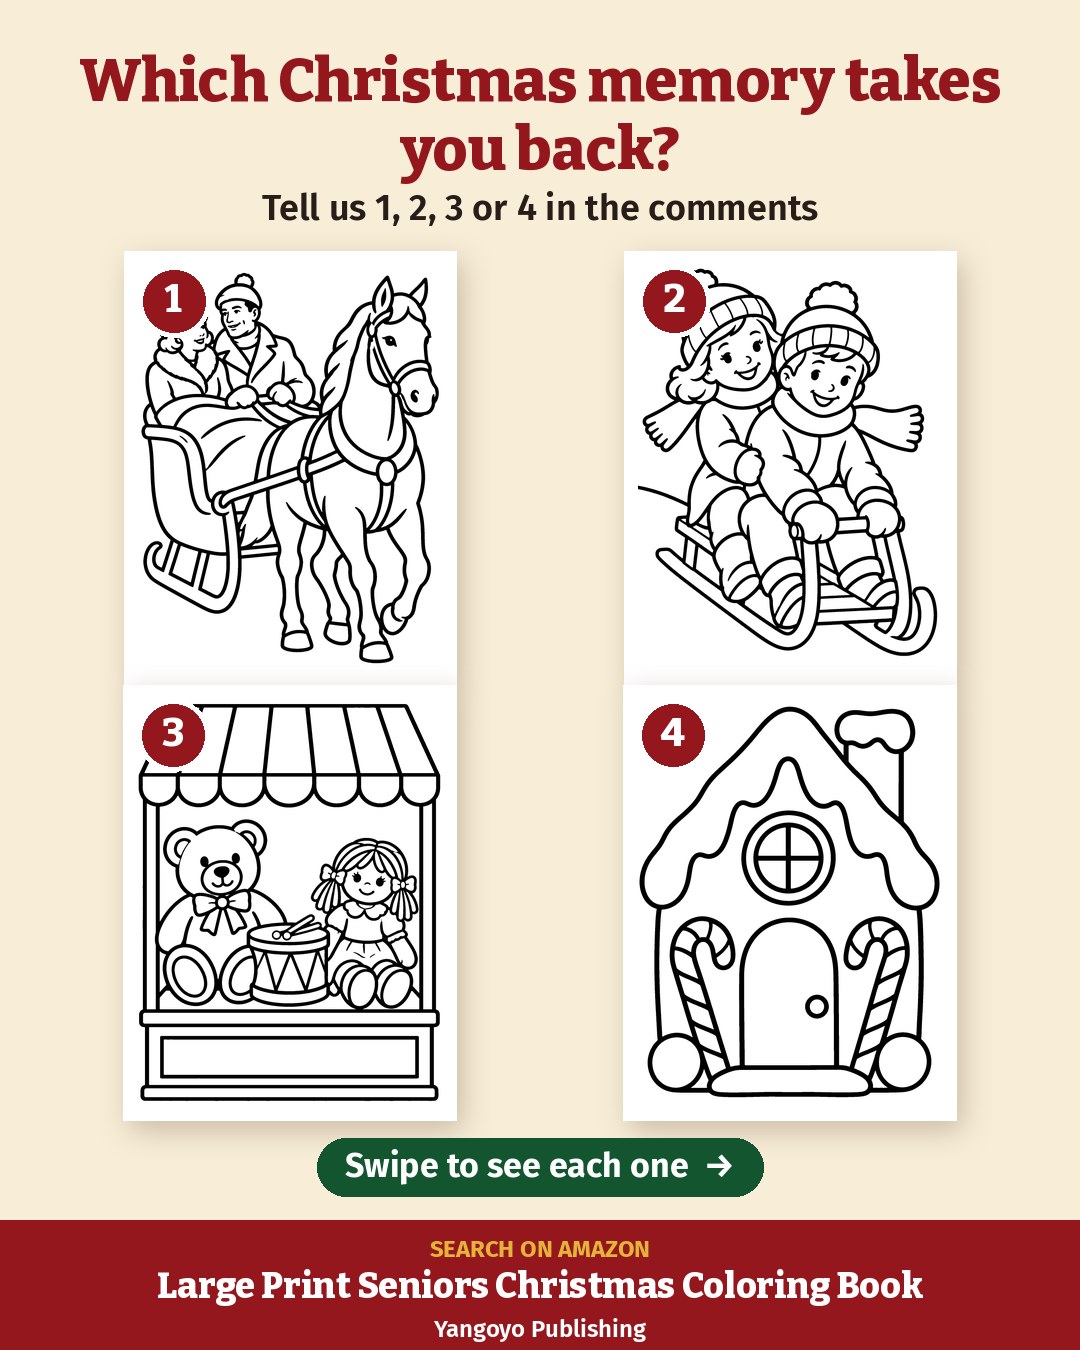 Which Christmas memory takes
you back?
Tell us 1, 2, 3 or 4 in the comments
1
2
3
4
Swipe to see each one →
SEARCH ON AMAZON
Large Print Seniors Christmas Coloring Book
Yangoyo Publishing